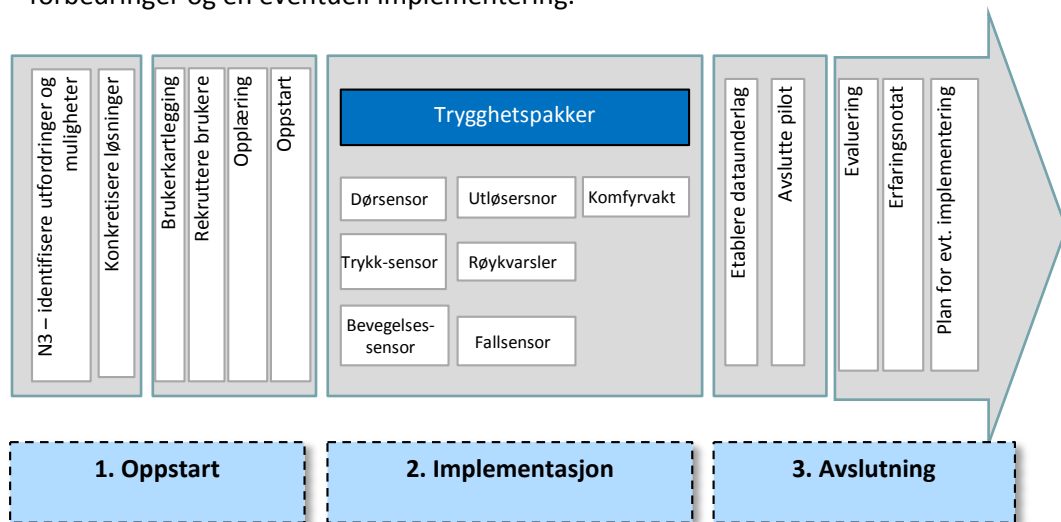 forbedringer og en eventuell implementering.
N3 – identifisere utfordringer og
muligheter
Konkretisere løsninger
Brukerkartlegging
Rekruttere brukere
Opplæring
Oppstart
Trygghetspakker
Dørsensor
Utløsersnor
Komfyrvakt
Trykk-sensor
Røykvarsler
Bevegelses-
sensor
Fallsensor
Etablere dataunderlag
Avslutte pilot
Evaluering
Erfaringsnotat
Plan for evt. implementering
1. Oppstart
2. Implementasjon
3. Avslutning